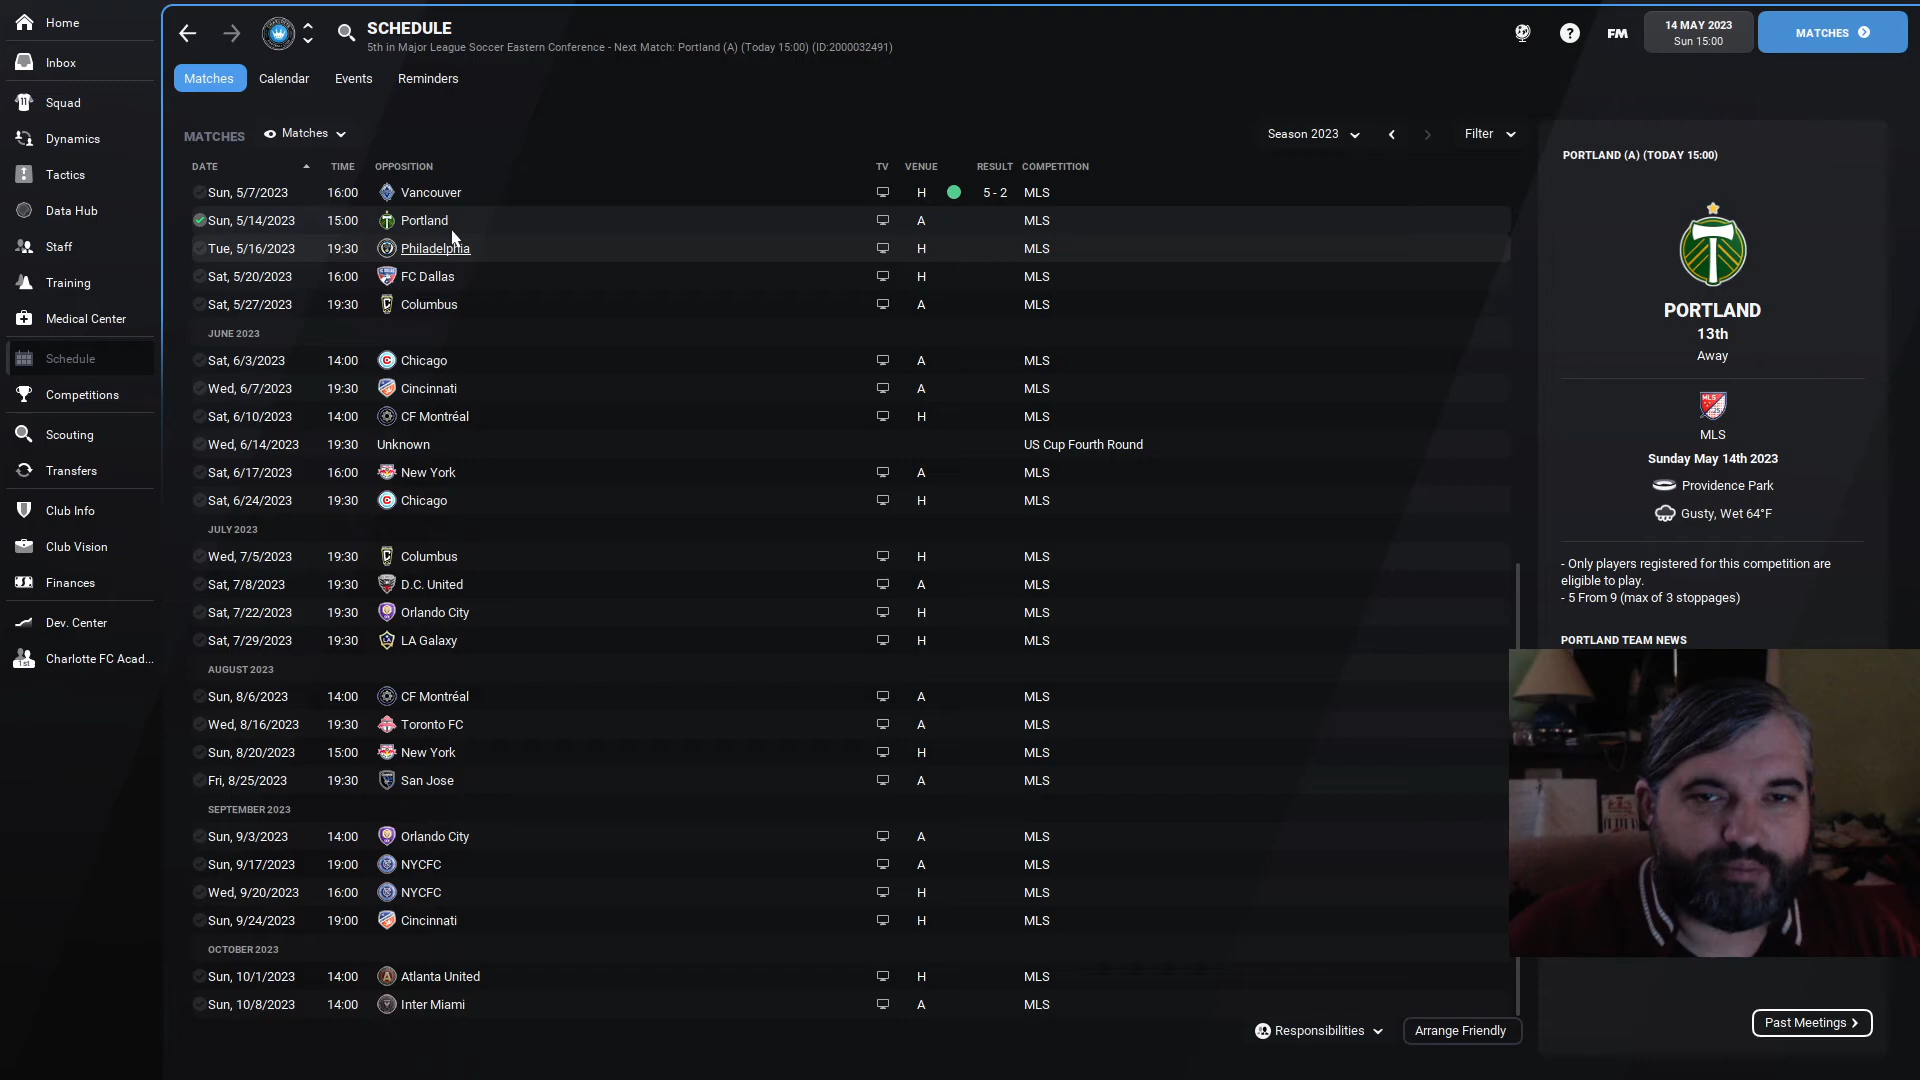 Home
Inbox
Squad
Dynamics
Tactics
Data Hub
Staff
Training
Medical Center
Schedule
Competitions
Scouting
Transfers
Club Info
Club Vision
Finances
Dev. Center
Charlotte FC Acad...
SCHEDULE
5th in Major League Soccer Eastern Conference - Next Match: Portland (A) (Today 15:00) (ID:2000032491)
FM
14 MAY 2023
Sun 15:00
MATCHES
Matches Calendar Events Reminders
MATCHES Matches Season 2023 Filter
DATE TIME OPPOSITION TV VENUE RESULT COMPETITION
Sun, 5/7/2023 16:00 Vancouver H 5 - 2 MLS
Sun, 5/14/2023 15:00 Portland A MLS
Tue, 5/16/2023 19:30 Philadelphia H MLS
Sat, 5/20/2023 16:00 FC Dallas H MLS
Sat, 5/27/2023 19:30 Columbus A MLS
JUNE 2023
Sat, 6/3/2023 14:00 Chicago A MLS
Wed, 6/7/2023 19:30 Cincinnati A MLS
Sat, 6/10/2023 14:00 CF Montréal H MLS
Wed, 6/14/2023 19:30 Unknown US Cup Fourth Round
Sat, 6/17/2023 16:00 New York A MLS
Sat, 6/24/2023 19:30 Chicago H MLS
JULY 2023
Wed, 7/5/2023 19:30 Columbus H MLS
Sat, 7/8/2023 19:30 D.C. United A MLS
Sat, 7/22/2023 19:30 Orlando City H MLS
Sat, 7/29/2023 19:30 LA Galaxy H MLS
AUGUST 2023
Sun, 8/6/2023 14:00 CF Montréal A MLS
Wed, 8/16/2023 19:30 Toronto FC A MLS
Sun, 8/20/2023 15:00 New York H MLS
Fri, 8/25/2023 19:30 San Jose A MLS
SEPTEMBER 2023
Sun, 9/3/2023 14:00 Orlando City A MLS
Sun, 9/17/2023 19:00 NYCFC A MLS
Wed, 9/20/2023 16:00 NYCFC H MLS
Sun, 9/24/2023 19:00 Cincinnati H MLS
OCTOBER 2023
Sun, 10/1/2023 14:00 Atlanta United H MLS
Sun, 10/8/2023 14:00 Inter Miami A MLS
Responsibilities Arrange Friendly
PORTLAND (A) (TODAY 15:00)
PORTLAND
13th
Away
MLS
Sunday May 14th 2023
Providence Park
Gusty, Wet 64°F
- Only players registered for this competition are
eligible to play.
- 5 From 9 (max of 3 stoppages)
PORTLAND TEAM NEWS
Past Meetings